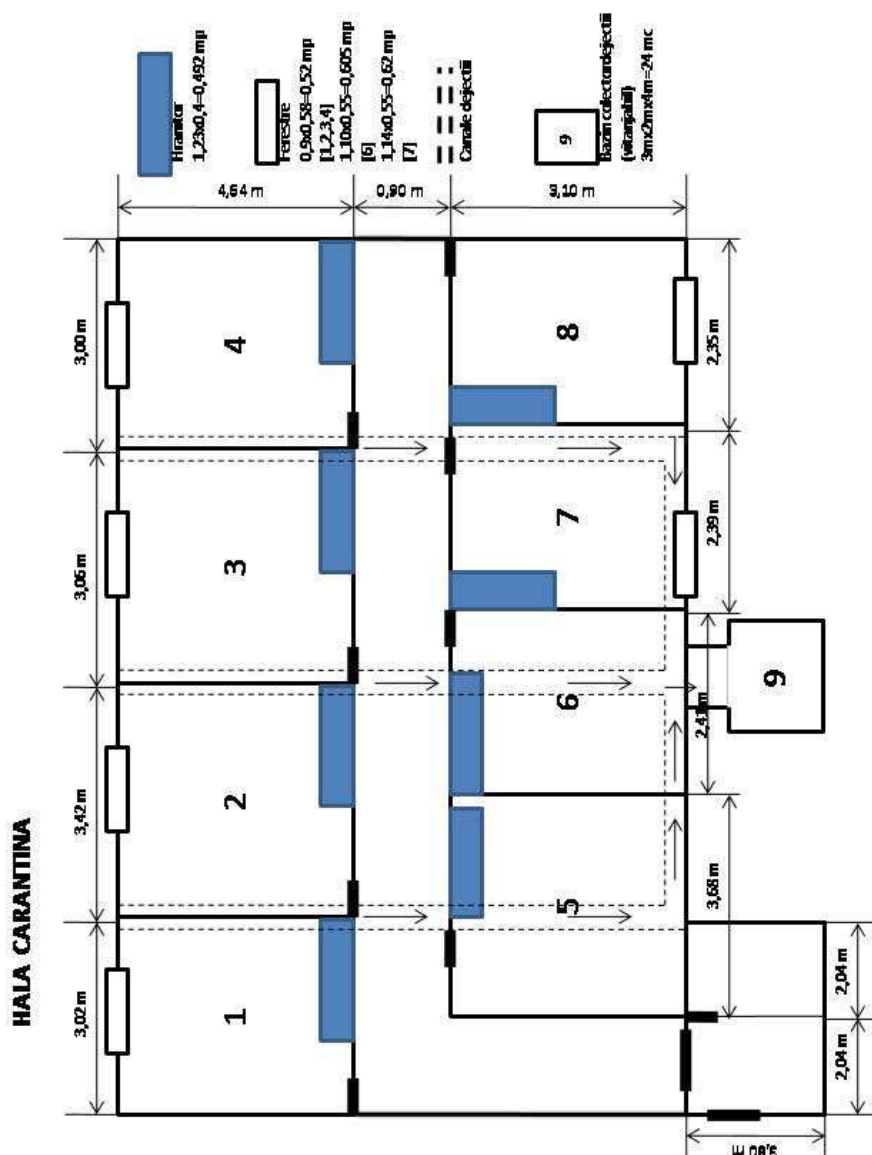 HALA CARANTINA
3,02 m
3,42 m
3,06 m
3,00 m
1
2
3
4
5
6
7
8
9
4,64 m
0,90 m
3,10 m
2,04 m
2,04 m
3,68 m
2,41 m
2,39 m
2,35 m
Hranitor
1,23x0,4=0,492 mp
Ferestre
0,9x0,58=0,52 mp
[1,2,3,4]
1,10x0,55=0,605 mp
[6]
1,14x0,55=0,62 mp
[7]
Canale dejectii
9
Bazin colectordejectii
(vitanjabil)
3mx2mx4m=24 mc